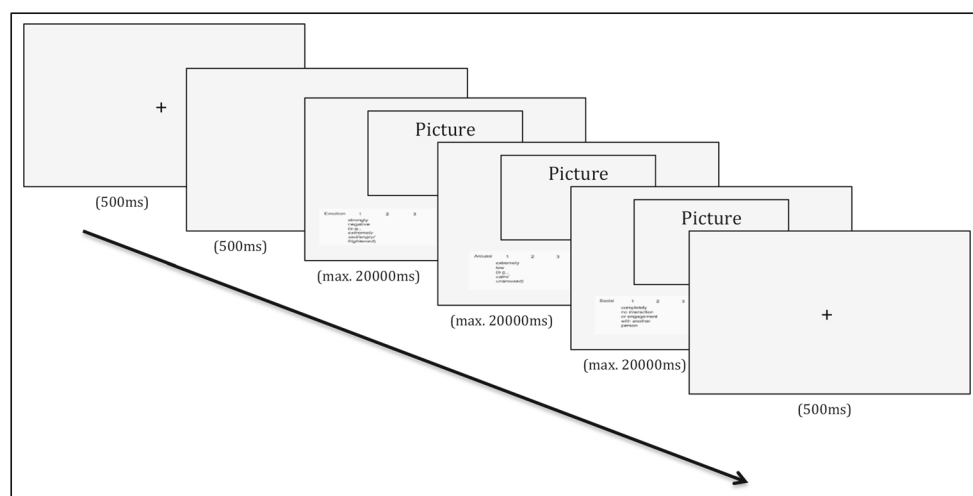 +
(500ms)
(500ms)
Picture
Emotion 1 2 3
strongly
negative
(e.g.,
extremely
sad/angry/
frightened)
(max. 20000ms)
Picture
Arousal 1 2 3
extremely
low
(e.g.,
calm/
unaroused)
(max. 20000ms)
Picture
Social 1 2 3
completely
no interaction
or engagement
with another
person
(max. 20000ms)
+
(500ms)